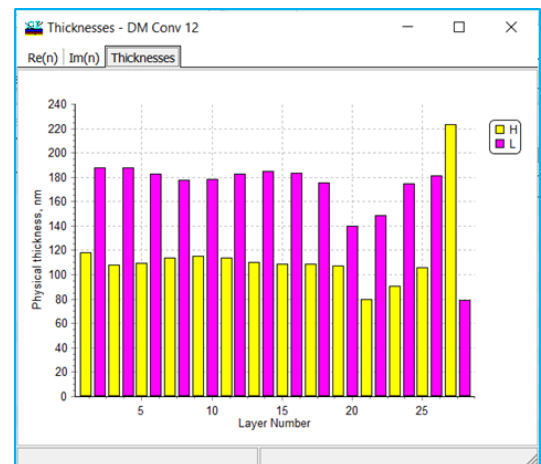 Thicknesses - DM Conv 12
Re(n) Im(n) Thicknesses
240
220
200
180
160
140
120
100
80
60
40
20
0
Physical thickness, nm
5 10 15 20 25
Layer Number
H
L